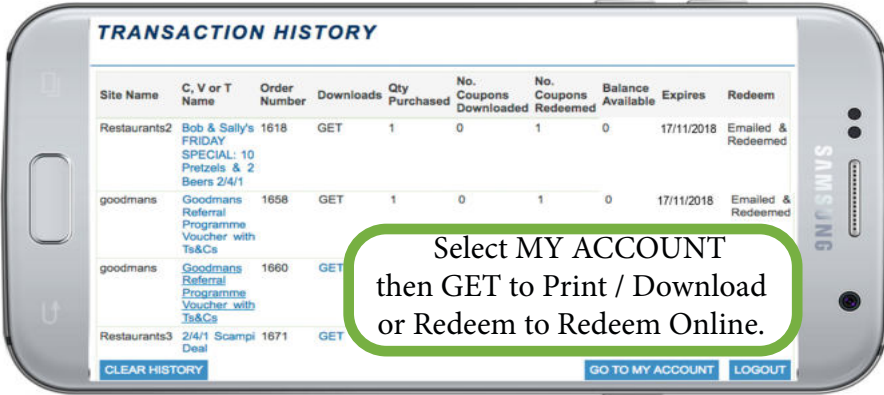 TRANSACTION HISTORY
Site Name C, V or T Name Order Number Downloads Qty Purchased No. Coupons Downloaded No. Coupons Redeemed Balance Available Expires Redeem
Restaurants2 Bob & Sally's 1618 GET 1 0 1 0 17/11/2018 Emailed &
FRIDAY Redeemed
SPECIAL: 10
Pretzels & 2
Beers 2/4/1
goodmans Goodmans 1658 GET 1 0 1 0 17/11/2018 Emailed &
Referral Redeemed
Programme
Voucher with
Ts&Cs
goodmans Goodmans 1660 GET
Referral
Programme
Voucher with
Ts&Cs
Restaurants3 2/4/1 Scampi 1671 GET
Deal
Select MY ACCOUNT
then GET to Print / Download
or Redeem to Redeem Online.
CLEAR HISTORY GO TO MY ACCOUNT LOGOUT
SAMSUNG